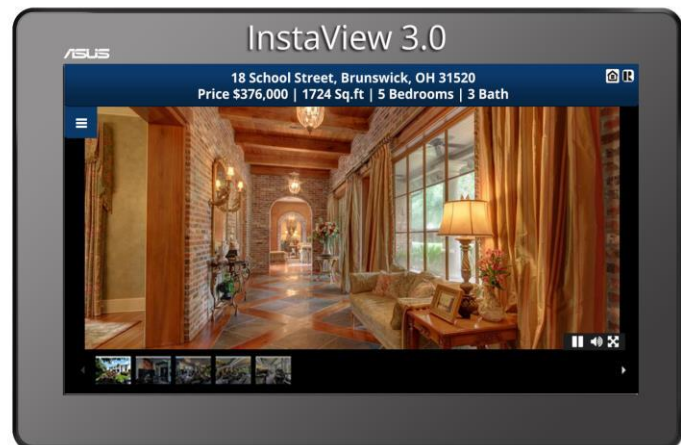 InstaView 3.0
ASUS
18 School Street, Brunswick, OH 31520
Price $376,000 | 1724 Sq.ft | 5 Bedrooms | 3 Bath